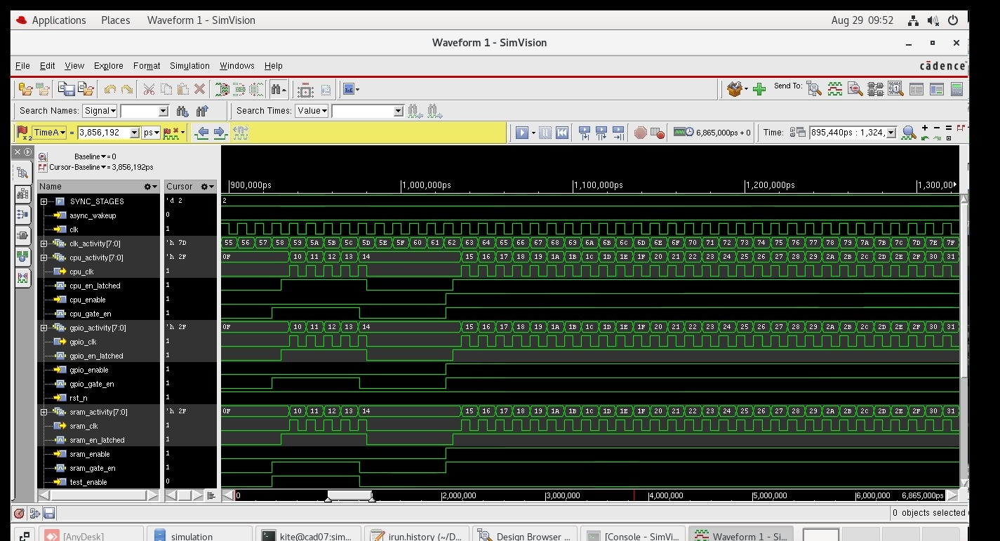 Applications Places Waveform 1 - SimVision Aug 29 09:52
Waveform 1 - SimVision
File Edit View Explore Format Simulation Windows Help cādence
Send To:
Search Names: Signal Search Times: Value
TimeA = 3,856,192 ps 6,865,000ps + 0 Time: 895,440ps : 1,324,
x2
Baseline = 0
Cursor-Baseline = 3,856,192ps
Name Cursor 900,000ps 1,000,000ps 1,100,000ps 1,200,000ps 1,300,00
SYNC_STAGES 'd 2 2
async_wakeup 0
clk 1
clk_activity[7:0] 'h 7D 55 56 57 58 59 5A 5B 5C 5D 5E 5F 60 61 62 63 64 65 66 67 68 69 6A 6B 6C 6D 6E 6F 70 71 72 73 74 75 76 77 78 79 7A 7B 7C 7D 7E 7F
cpu_activity[7:0] 'h 2F 0F 10 11 12 13 14 15 16 17 18 19 1A 1B 1C 1D 1E 1F 20 21 22 23 24 25 26 27 28 29 2A 2B 2C 2D 2E 2F 30 31
cpu_clk 1
cpu_en_latched 1
cpu_enable 1
cpu_gate_en 1
gpio_activity[7:0] 'h 2F 0F 10 11 12 13 14 15 16 17 18 19 1A 1B 1C 1D 1E 1F 20 21 22 23 24 25 26 27 28 29 2A 2B 2C 2D 2E 2F 30 31
gpio_clk 1
gpio_en_latched 1
gpio_enable 1
gpio_gate_en 1
rst_n 1
sram_activity[7:0] 'h 2F 0F 10 11 12 13 14 15 16 17 18 19 1A 1B 1C 1D 1E 1F 20 21 22 23 24 25 26 27 28 29 2A 2B 2C 2D 2E 2F 30 31
sram_clk 1
sram_en_latched 1
sram_enable 1
sram_gate_en 1
test_enable 0
0 2,000,000 3,000,000 4,000,000 5,000,000 6,000,000 6,865,000ps
0 objects selected
[AnyDesk] simulation kite@cad07:sim... irun.history (~/D... Design Browser ... [Console - SimVi... Waveform 1 - Si...